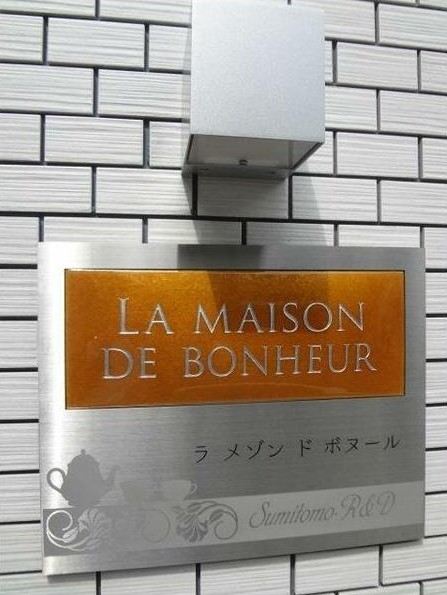 LA MAISON
DE BONHEUR
ラ メゾン ド ボヌール
Sumitomo-R&D